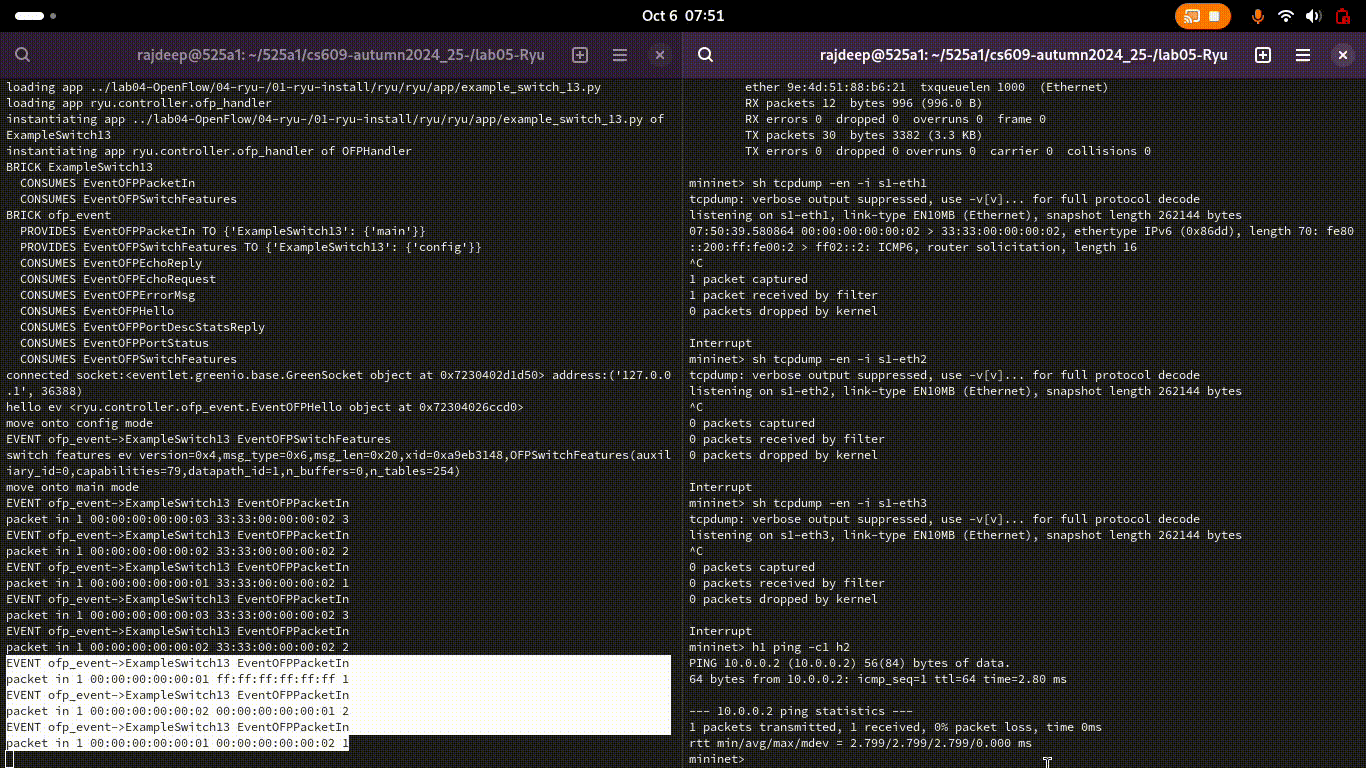 Oct 6 07:51
rajdeep@525a1: ~/525a1/cs609-autumn2024_25-/lab05-Ryu
loading app ../lab04-OpenFlow/04-ryu-/01-ryu-install/ryu/ryu/app/example_switch_13.py
loading app ryu.controller.ofp_handler
instantiating app ../lab04-OpenFlow/04-ryu-/01-ryu-install/ryu/ryu/app/example_switch_13.py of
ExampleSwitch13
instantiating app ryu.controller.ofp_handler of OFPHandler
BRICK ExampleSwitch13
  CONSUMES EventOFPPacketIn
  CONSUMES EventOFPSwitchFeatures
BRICK ofp_event
  PROVIDES EventOFPPacketIn TO {'ExampleSwitch13': {'main'}}
  PROVIDES EventOFPSwitchFeatures TO {'ExampleSwitch13': {'config'}}
  CONSUMES EventOFPEchoReply
  CONSUMES EventOFPEchoRequest
  CONSUMES EventOFPErrorMsg
  CONSUMES EventOFPHello
  CONSUMES EventOFPPortDescStatsReply
  CONSUMES EventOFPPortStatus
  CONSUMES EventOFPSwitchFeatures
connected socket:<eventlet.greenio.base.GreenSocket object at 0x7230402d1d50> address:('127.0.0
.1', 36388)
hello ev <ryu.controller.ofp_event.EventOFPHello object at 0x72304026ccd0>
move onto config mode
EVENT ofp_event->ExampleSwitch13 EventOFPSwitchFeatures
switch features ev version=0x4,msg_type=0x6,msg_len=0x20,xid=0xa9eb3148,OFPSwitchFeatures(auxil
iary_id=0,capabilities=79,datapath_id=1,n_buffers=0,n_tables=254)
move onto main mode
EVENT ofp_event->ExampleSwitch13 EventOFPPacketIn
packet in 1 00:00:00:00:00:03 33:33:00:00:00:02 3
EVENT ofp_event->ExampleSwitch13 EventOFPPacketIn
packet in 1 00:00:00:00:00:02 33:33:00:00:00:02 2
EVENT ofp_event->ExampleSwitch13 EventOFPPacketIn
packet in 1 00:00:00:00:00:01 33:33:00:00:00:02 1
EVENT ofp_event->ExampleSwitch13 EventOFPPacketIn
packet in 1 00:00:00:00:00:03 33:33:00:00:00:02 3
EVENT ofp_event->ExampleSwitch13 EventOFPPacketIn
packet in 1 00:00:00:00:00:02 33:33:00:00:00:02 2
EVENT ofp_event->ExampleSwitch13 EventOFPPacketIn
packet in 1 00:00:00:00:00:01 ff:ff:ff:ff:ff:ff 1
EVENT ofp_event->ExampleSwitch13 EventOFPPacketIn
packet in 1 00:00:00:00:00:02 00:00:00:00:00:01 2
EVENT ofp_event->ExampleSwitch13 EventOFPPacketIn
packet in 1 00:00:00:00:00:01 00:00:00:00:00:02 1
rajdeep@525a1: ~/525a1/cs609-autumn2024_25-/lab05-Ryu
        ether 9e:4d:51:88:b6:21  txqueuelen 1000  (Ethernet)
        RX packets 12  bytes 996 (996.0 B)
        RX errors 0  dropped 0  overruns 0  frame 0
        TX packets 30  bytes 3382 (3.3 KB)
        TX errors 0  dropped 0 overruns 0  carrier 0  collisions 0
mininet> sh tcpdump -en -i s1-eth1
tcpdump: verbose output suppressed, use -v[v]... for full protocol decode
listening on s1-eth1, link-type EN10MB (Ethernet), snapshot length 262144 bytes
07:50:39.580864 00:00:00:00:00:02 > 33:33:00:00:00:02, ethertype IPv6 (0x86dd), length 70: fe80
::200:ff:fe00:2 > ff02::2: ICMP6, router solicitation, length 16
^C
1 packet captured
1 packet received by filter
0 packets dropped by kernel
Interrupt
mininet> sh tcpdump -en -i s1-eth2
tcpdump: verbose output suppressed, use -v[v]... for full protocol decode
listening on s1-eth2, link-type EN10MB (Ethernet), snapshot length 262144 bytes
^C
0 packets captured
0 packets received by filter
0 packets dropped by kernel
Interrupt
mininet> sh tcpdump -en -i s1-eth3
tcpdump: verbose output suppressed, use -v[v]... for full protocol decode
listening on s1-eth3, link-type EN10MB (Ethernet), snapshot length 262144 bytes
^C
0 packets captured
0 packets received by filter
0 packets dropped by kernel
Interrupt
mininet> h1 ping -c1 h2
PING 10.0.0.2 (10.0.0.2) 56(84) bytes of data.
64 bytes from 10.0.0.2: icmp_seq=1 ttl=64 time=2.80 ms
--- 10.0.0.2 ping statistics ---
1 packets transmitted, 1 received, 0% packet loss, time 0ms
rtt min/avg/max/mdev = 2.799/2.799/2.799/0.000 ms
mininet>